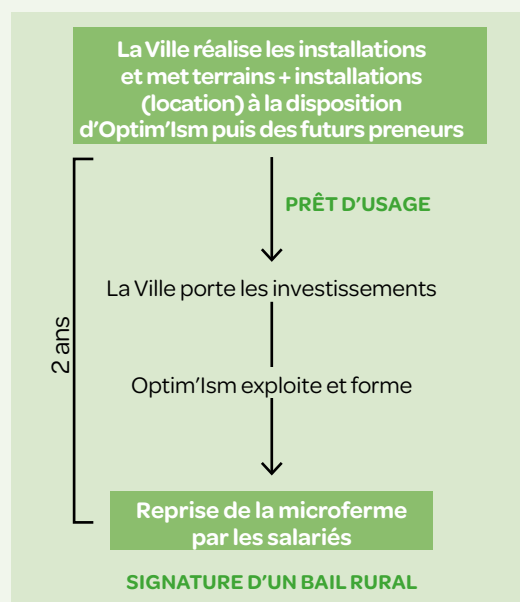 La Ville réalise les installations
et met terrains + installations
(location) à la disposition
d'Optim'Ism puis des futurs preneurs
PRÊT D'USAGE
La Ville porte les investissements
2 ans
Optim'Ism exploite et forme
Reprise de la microferme
par les salariés
SIGNATURE D'UN BAIL RURAL